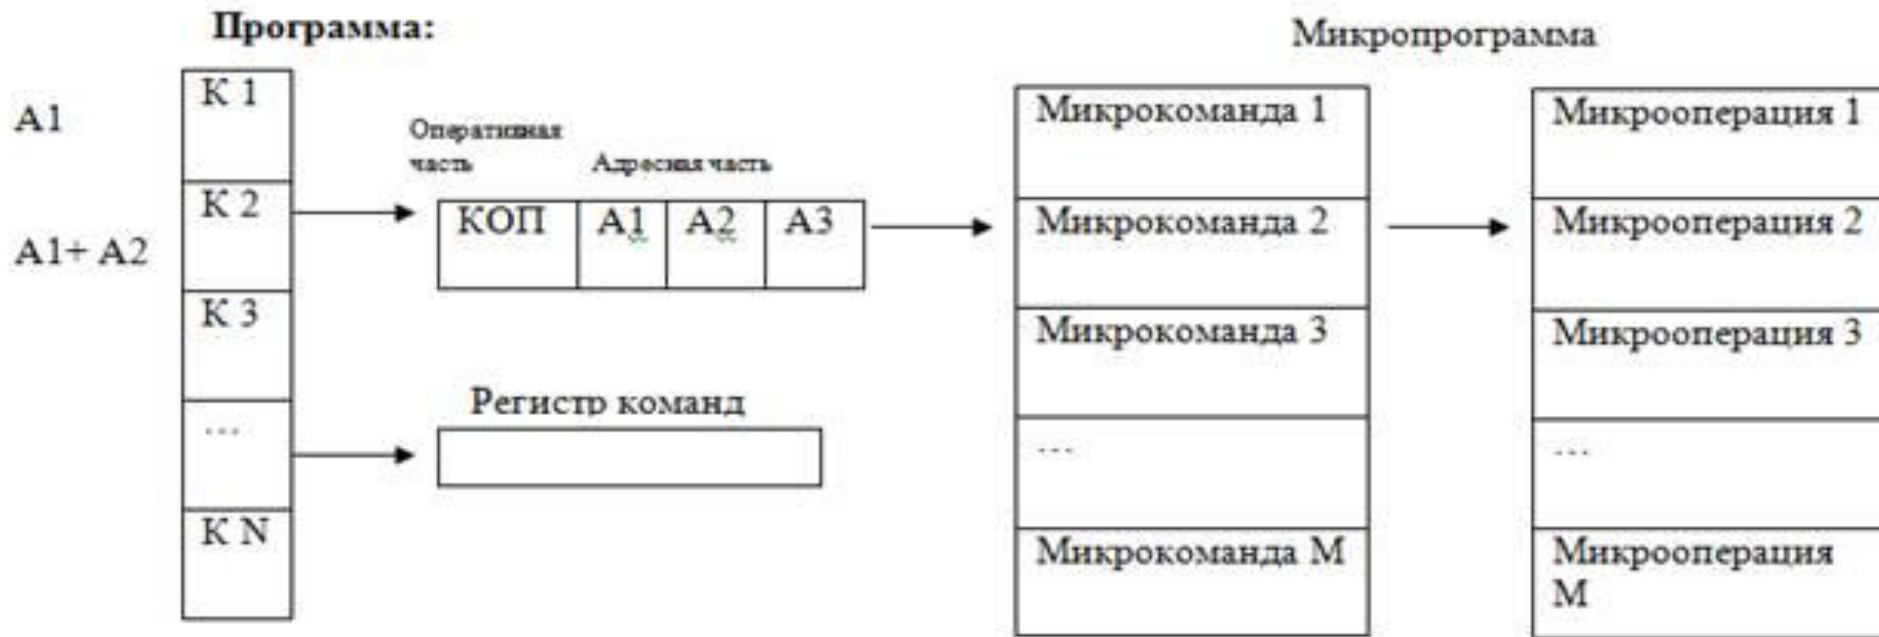 Программа:
Микропрограмма
А1
А1+ А2
К 1
К 2
К 3
...
К N
Оперативная
часть
Адресная часть
КОП
А1
А2
А3
Регистр команд
Микрокоманда 1
Микрокоманда 2
Микрокоманда 3
...
Микрокоманда М
Микрооперация 1
Микрооперация 2
Микрооперация 3
...
Микрооперация
М